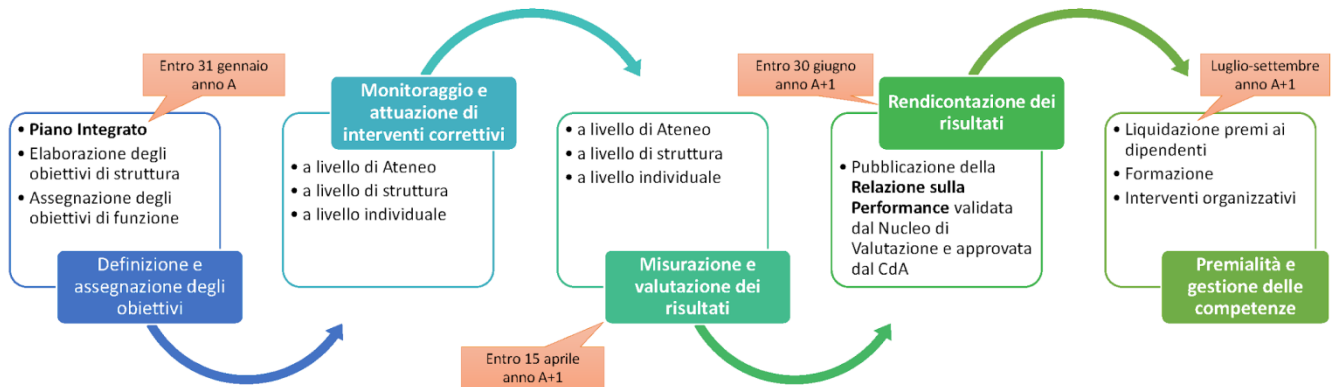 Entro 31 gennaio
anno A
• Piano Integrato
• Elaborazione degli
obiettivi di struttura
• Assegnazione degli
obiettivi di funzione
Definizione e
assegnazione degli
obiettivi
Monitoraggio e
attuazione di
interventi correttivi
• a livello di Ateneo
• a livello di struttura
• a livello individuale
• a livello di Ateneo
• a livello di struttura
• a livello individuale
Misurazione e
valutazione dei
risultati
Entro 15 aprile
anno A+1
Entro 30 giugno
anno A+1
Rendicontazione dei
risultati
• Pubblicazione della
Relazione sulla
Performance validata
dal Nucleo di
Valutazione e approvata
dal CdA
Luglio-settembre
anno A+1
• Liquidazione premi ai
dipendenti
• Formazione
• Interventi organizzativi
Premialità e
gestione delle
competenze